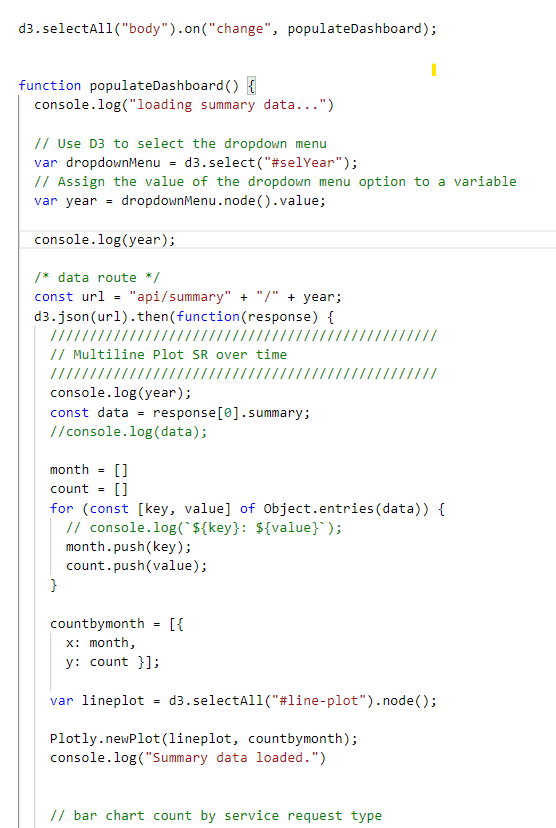 d3.selectAll("body").on("change", populateDashboard);
function populateDashboard() {
console.log("loading summary data...")
// Use D3 to select the dropdown menu
var dropdownMenu = d3.select("#selYear");
// Assign the value of the dropdown menu option to a variable
var year = dropdownMenu.node().value;
console.log(year);
/* data route */
const url = "api/summary" + "/" + year;
d3.json(url).then(function(response) {
/////////////////////////////////////////////////
// Multiline Plot SR over time
/////////////////////////////////////////////////
console.log(year);
const data = response[0].summary;
//console.log(data);
month = []
count = []
for (const [key, value] of Object.entries(data)) {
// console.log(`${key}: ${value}`);
month.push(key);
count.push(value);
}
countbymonth = [{
x: month,
y: count }];
var lineplot = d3.selectAll("#line-plot").node();
Plotly.newPlot(lineplot, countbymonth);
console.log("Summary data loaded.")
// bar chart count by service request type